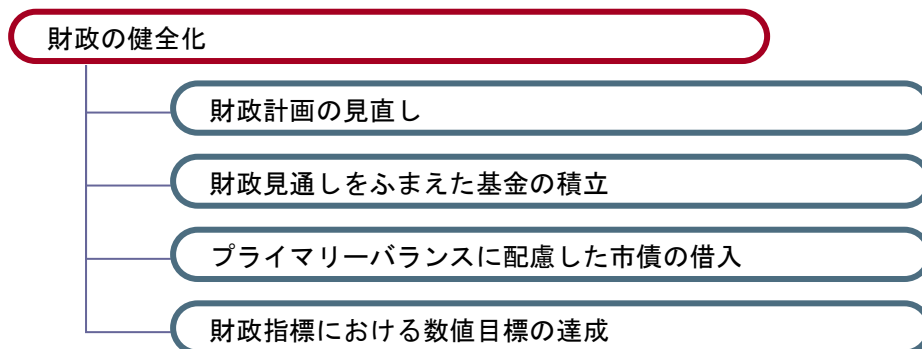 財政の健全化
財政計画の見直し
財政見通しをふまえた基金の積立
プライマリーバランスに配慮した市債の借入
財政指標における数値目標の達成